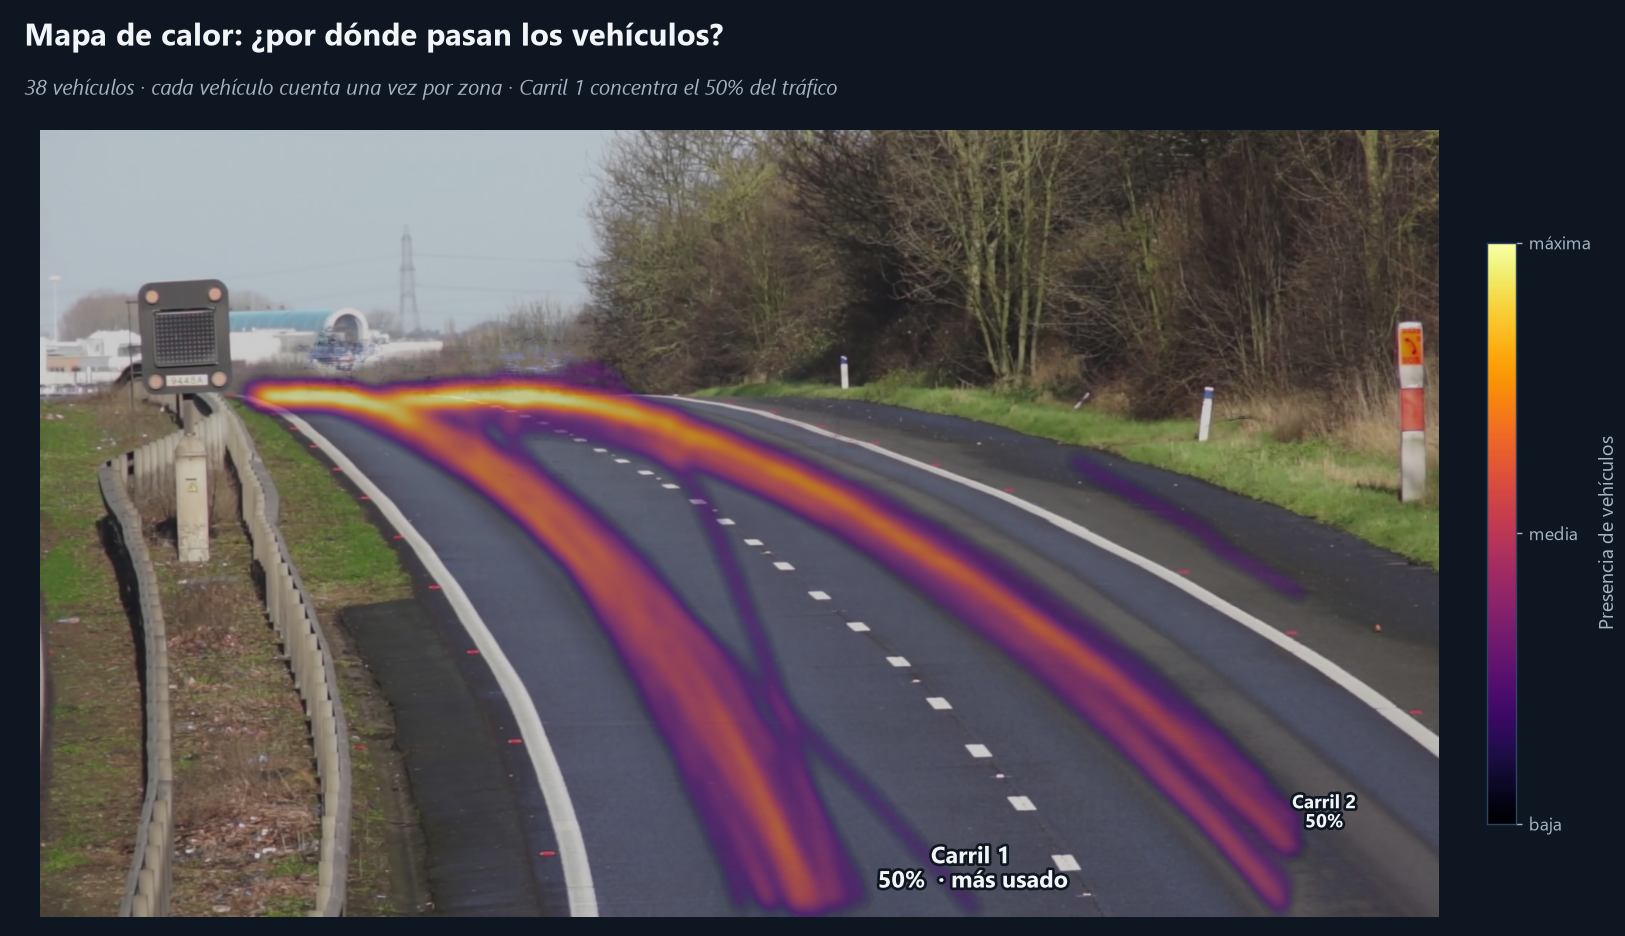 Mapa de calor: ¿por dónde pasan los vehículos?
38 vehículos · cada vehículo cuenta una vez por zona · Carril 1 concentra el 50% del tráfico
9448A
máxima
media
baja
Presencia de vehículos
Carril 2
50%
Carril 1
50% · más usado